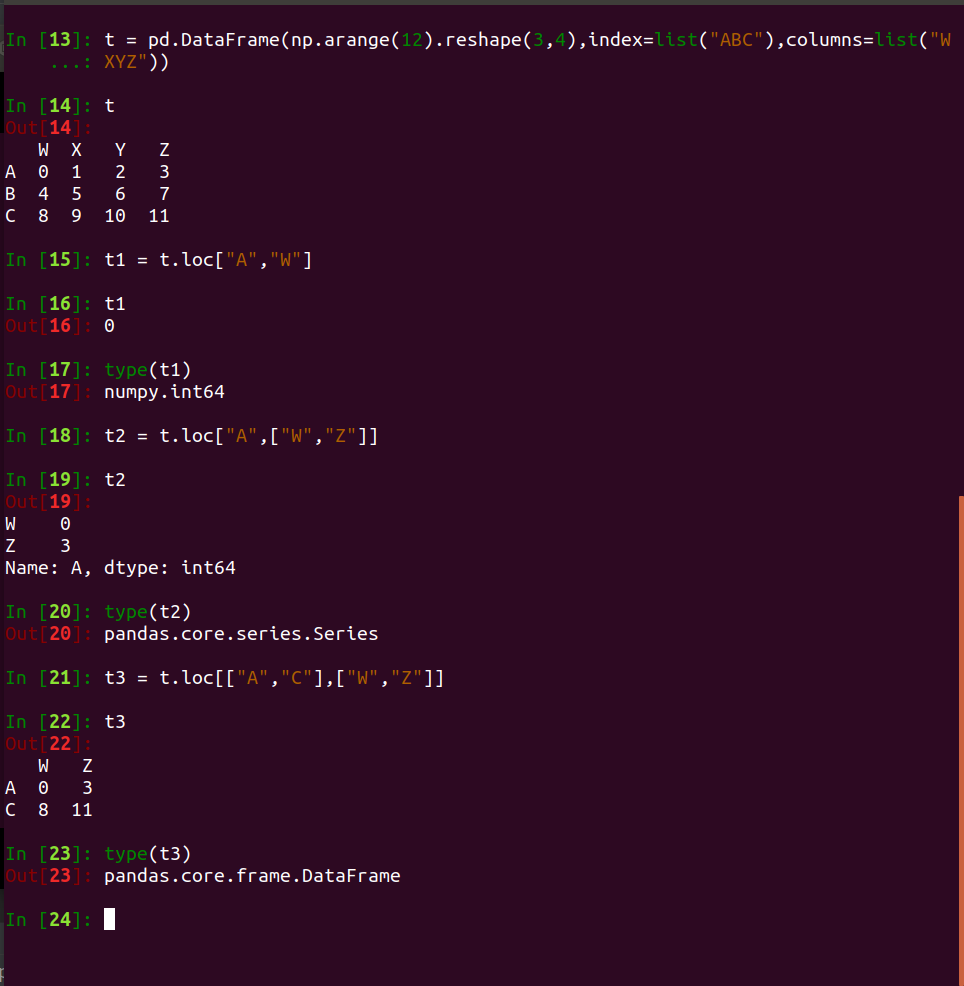 In [13]: t = pd.DataFrame(np.arange(12).reshape(3,4),index=list("ABC"),columns=list("W
    ...: XYZ"))
In [14]: t
Out[14]:
   W  X   Y   Z
A  0  1   2   3
B  4  5   6   7
C  8  9  10  11
In [15]: t1 = t.loc["A","W"]
In [16]: t1
Out[16]: 0
In [17]: type(t1)
Out[17]: numpy.int64
In [18]: t2 = t.loc["A",["W","Z"]]
In [19]: t2
Out[19]:
W    0
Z    3
Name: A, dtype: int64
In [20]: type(t2)
Out[20]: pandas.core.series.Series
In [21]: t3 = t.loc[["A","C"],["W","Z"]]
In [22]: t3
Out[22]:
   W   Z
A  0   3
C  8  11
In [23]: type(t3)
Out[23]: pandas.core.frame.DataFrame
In [24]: